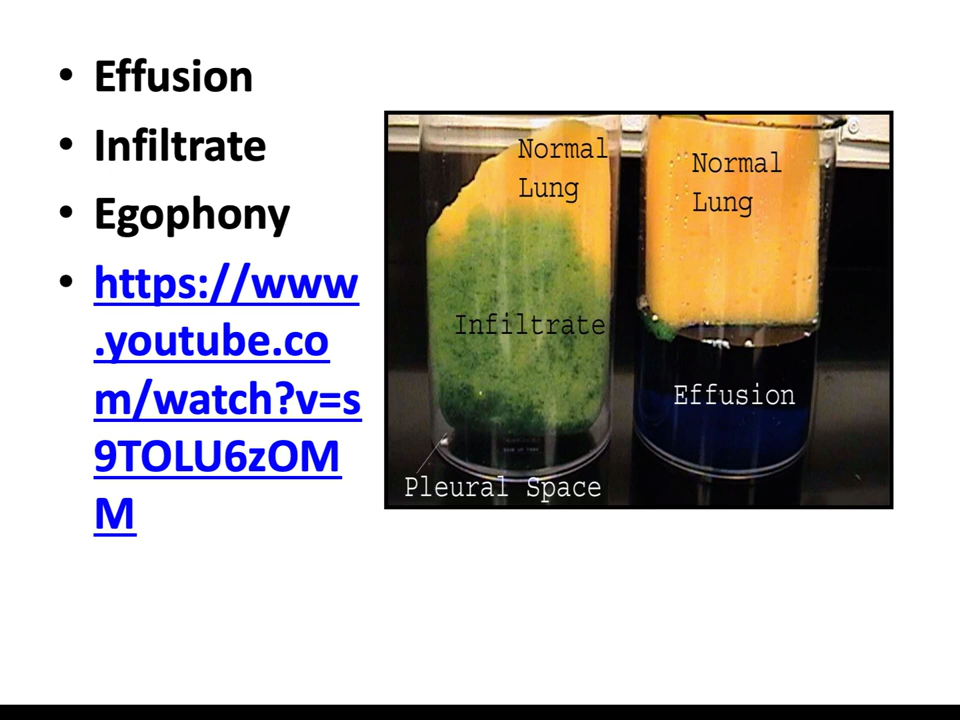 • Effusion
• Infiltrate
• Egophony
• https://www
.youtube.co
m/watch?v=s
9TOLU6zOM
M
Normal
Lung
Infiltrate
Pleural Space
Normal
Lung
Effusion